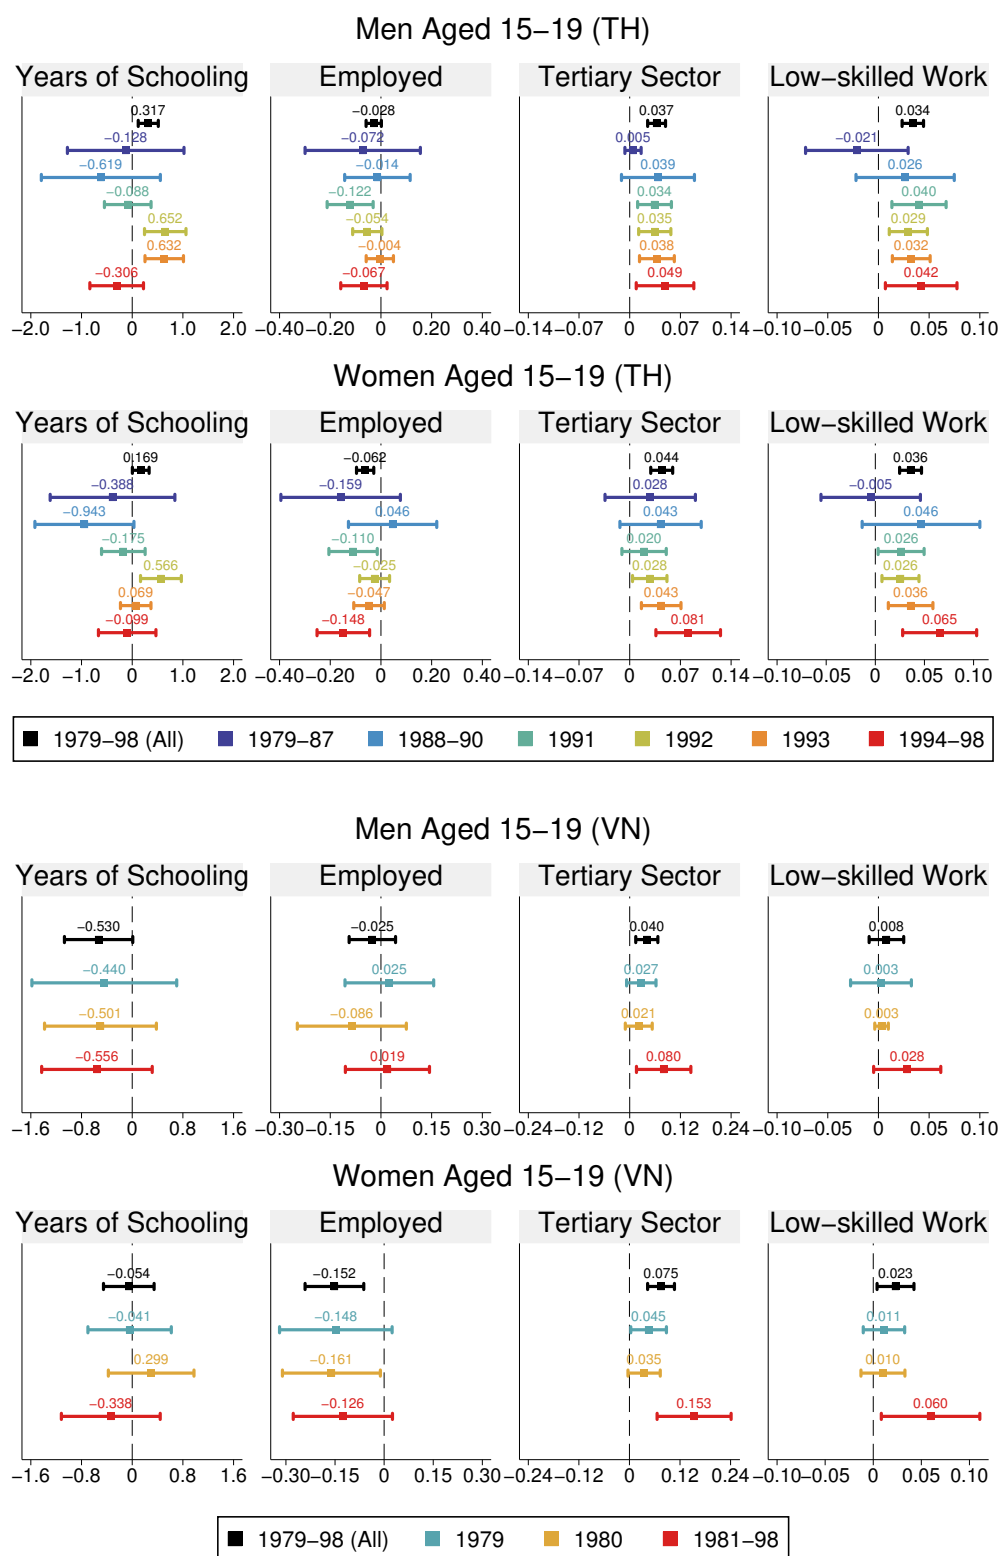 Men Aged 15−19 (TH)
Years of Schooling Employed Tertiary Sector Low−skilled Work
0.317 −0.028 0.037 0.034
−0.128 −0.072 0.005 −0.021
−0.619 −0.014 0.039 0.026
−0.088 −0.122 0.034 0.040
0.652 −0.054 0.035 0.029
0.632 −0.004 0.038 0.032
−0.306 −0.067 0.049 0.042
−2.0 −1.0 0 1.0 2.0 −0.40 −0.20 0 0.20 0.40 −0.14 −0.07 0 0.07 0.14 −0.10 −0.05 0 0.05 0.10
Women Aged 15−19 (TH)
Years of Schooling Employed Tertiary Sector Low−skilled Work
0.169 −0.062 0.044 0.036
−0.388 −0.159 0.028 −0.005
−0.943 0.046 0.043 0.046
−0.175 −0.110 0.020 0.026
0.566 −0.025 0.028 0.026
0.069 −0.047 0.043 0.036
−0.099 −0.148 0.081 0.065
−2.0 −1.0 0 1.0 2.0 −0.40 −0.20 0 0.20 0.40 −0.14 −0.07 0 0.07 0.14 −0.10 −0.05 0 0.05 0.10
1979−98 (All) 1979−87 1988−90 1991 1992 1993 1994−98
Men Aged 15−19 (VN)
Years of Schooling Employed Tertiary Sector Low−skilled Work
−0.530 −0.025 0.040 0.008
−0.440 0.025 0.027 0.003
−0.501 −0.086 0.021 0.003
−0.556 0.019 0.080 0.028
−1.6 −0.8 0 0.8 1.6 −0.30 −0.15 0 0.15 0.30 −0.24 −0.12 0 0.12 0.24 −0.10 −0.05 0 0.05 0.10
Women Aged 15−19 (VN)
Years of Schooling Employed Tertiary Sector Low−skilled Work
−0.054 −0.152 0.075 0.023
−0.041 −0.148 0.045 0.011
0.299 −0.161 0.035 0.010
−0.338 −0.126 0.153 0.060
−1.6 −0.8 0 0.8 1.6 −0.30 −0.15 0 0.15 0.30 −0.24 −0.12 0 0.12 0.24 −0.10 −0.05 0 0.05 0.10
1979−98 (All) 1979 1980 1981−98